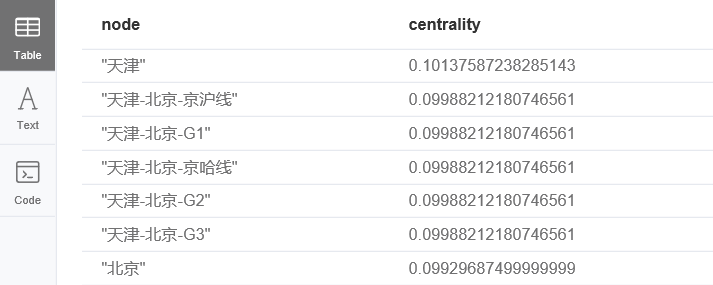 node centrality
Table
"天津" 0.10137587238285143
"天津-北京-京沪线" 0.09988212180746561
Text
"天津-北京-G1" 0.09988212180746561
"天津-北京-京哈线" 0.09988212180746561
Code
"天津-北京-G2" 0.09988212180746561
"天津-北京-G3" 0.09988212180746561
"北京" 0.09929687499999999